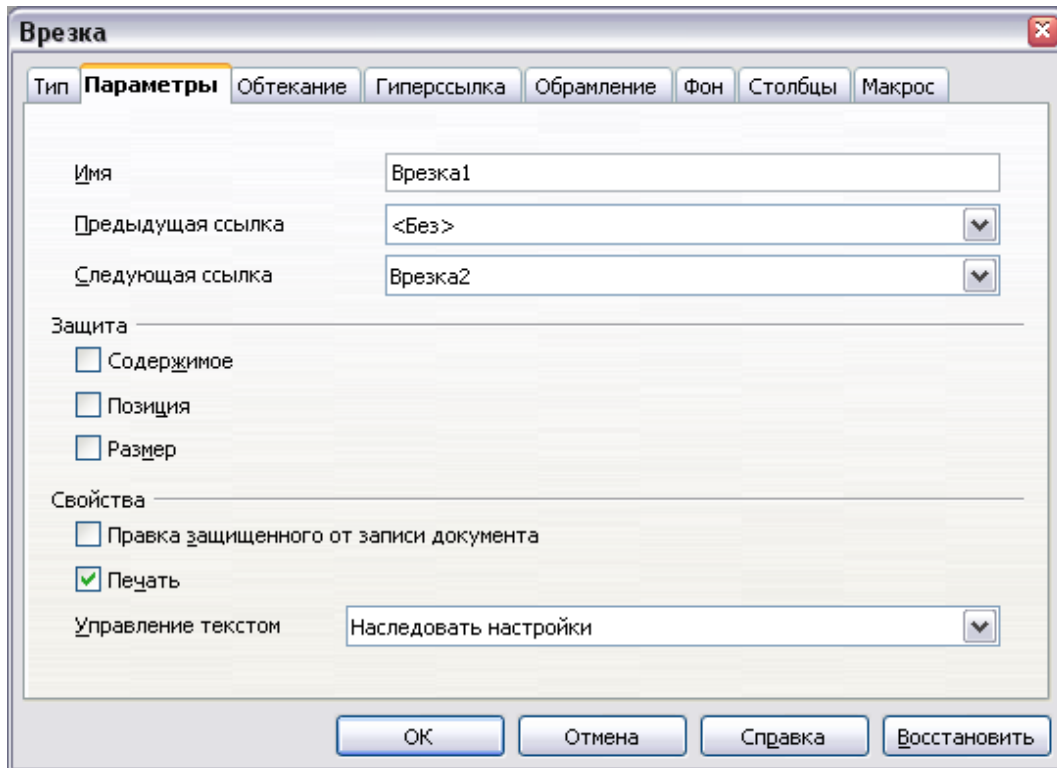 Врезка
Тип Параметры Обтекание Гиперссылка Обрамление Фон Столбцы Макрос
Имя Врезка1
Предыдущая ссылка <Без>
Следующая ссылка Врезка2
Защита
Содержимое
Позиция
Размер
Свойства
Правка защищенного от записи документа
Печать
Управление текстом Наследовать настройки
ОК Отмена Справка Восстановить